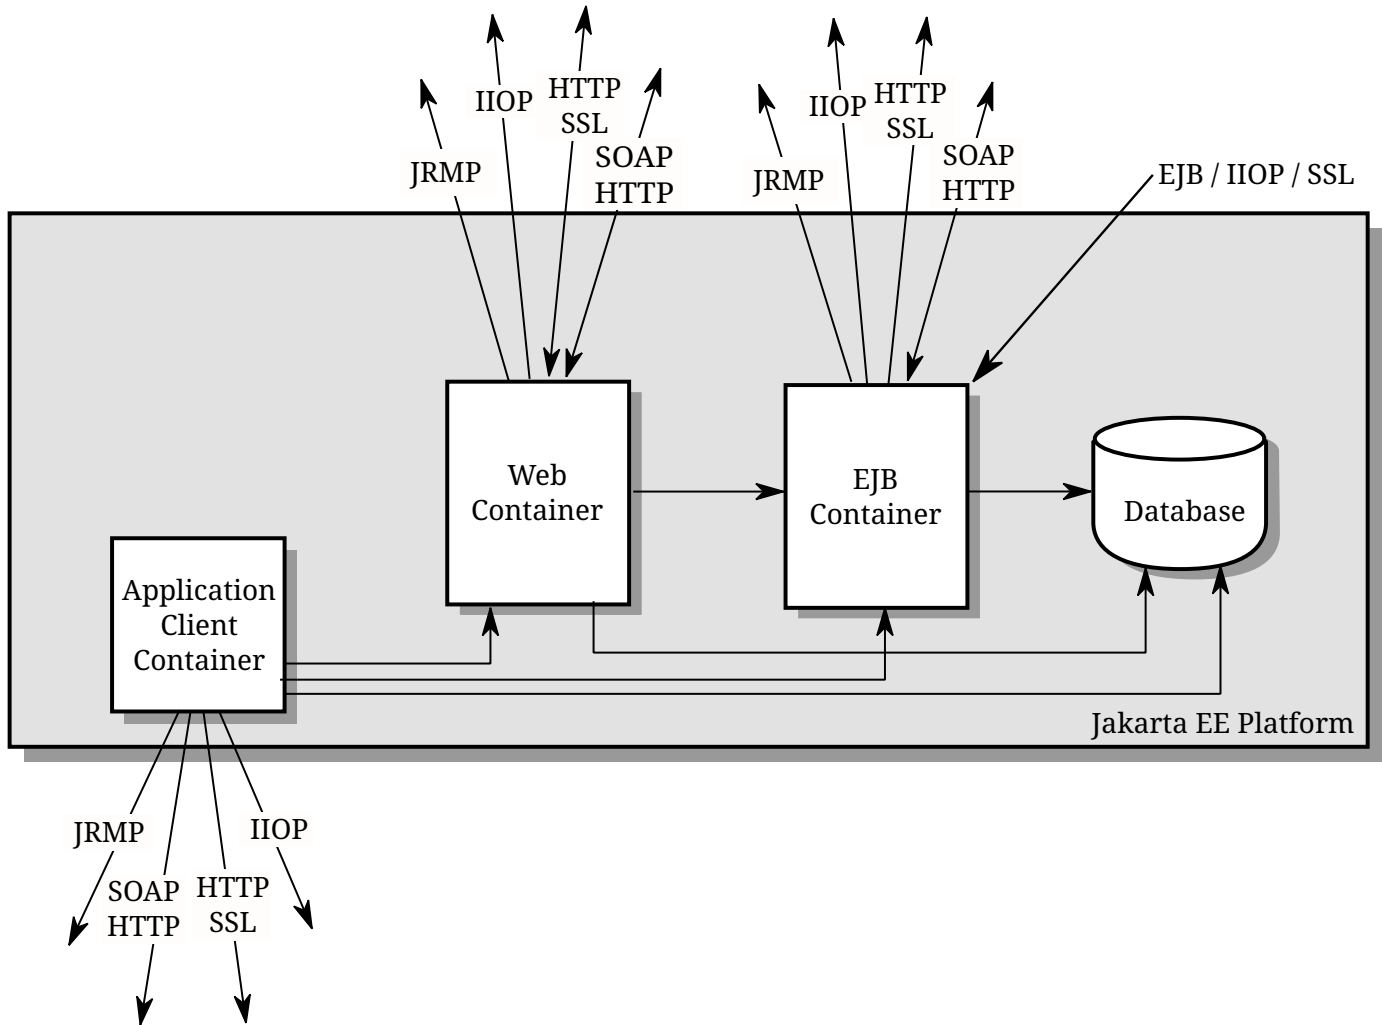 IIOP
HTTP
SSL
JRMP
SOAP
HTTP
IIOP
HTTP
SSL
JRMP
SOAP
HTTP
EJB / IIOP / SSL
Web
Container
EJB
Container
Database
Application
Client
Container
Jakarta EE Platform
JRMP
IIOP
SOAP
HTTP
HTTP
SSL